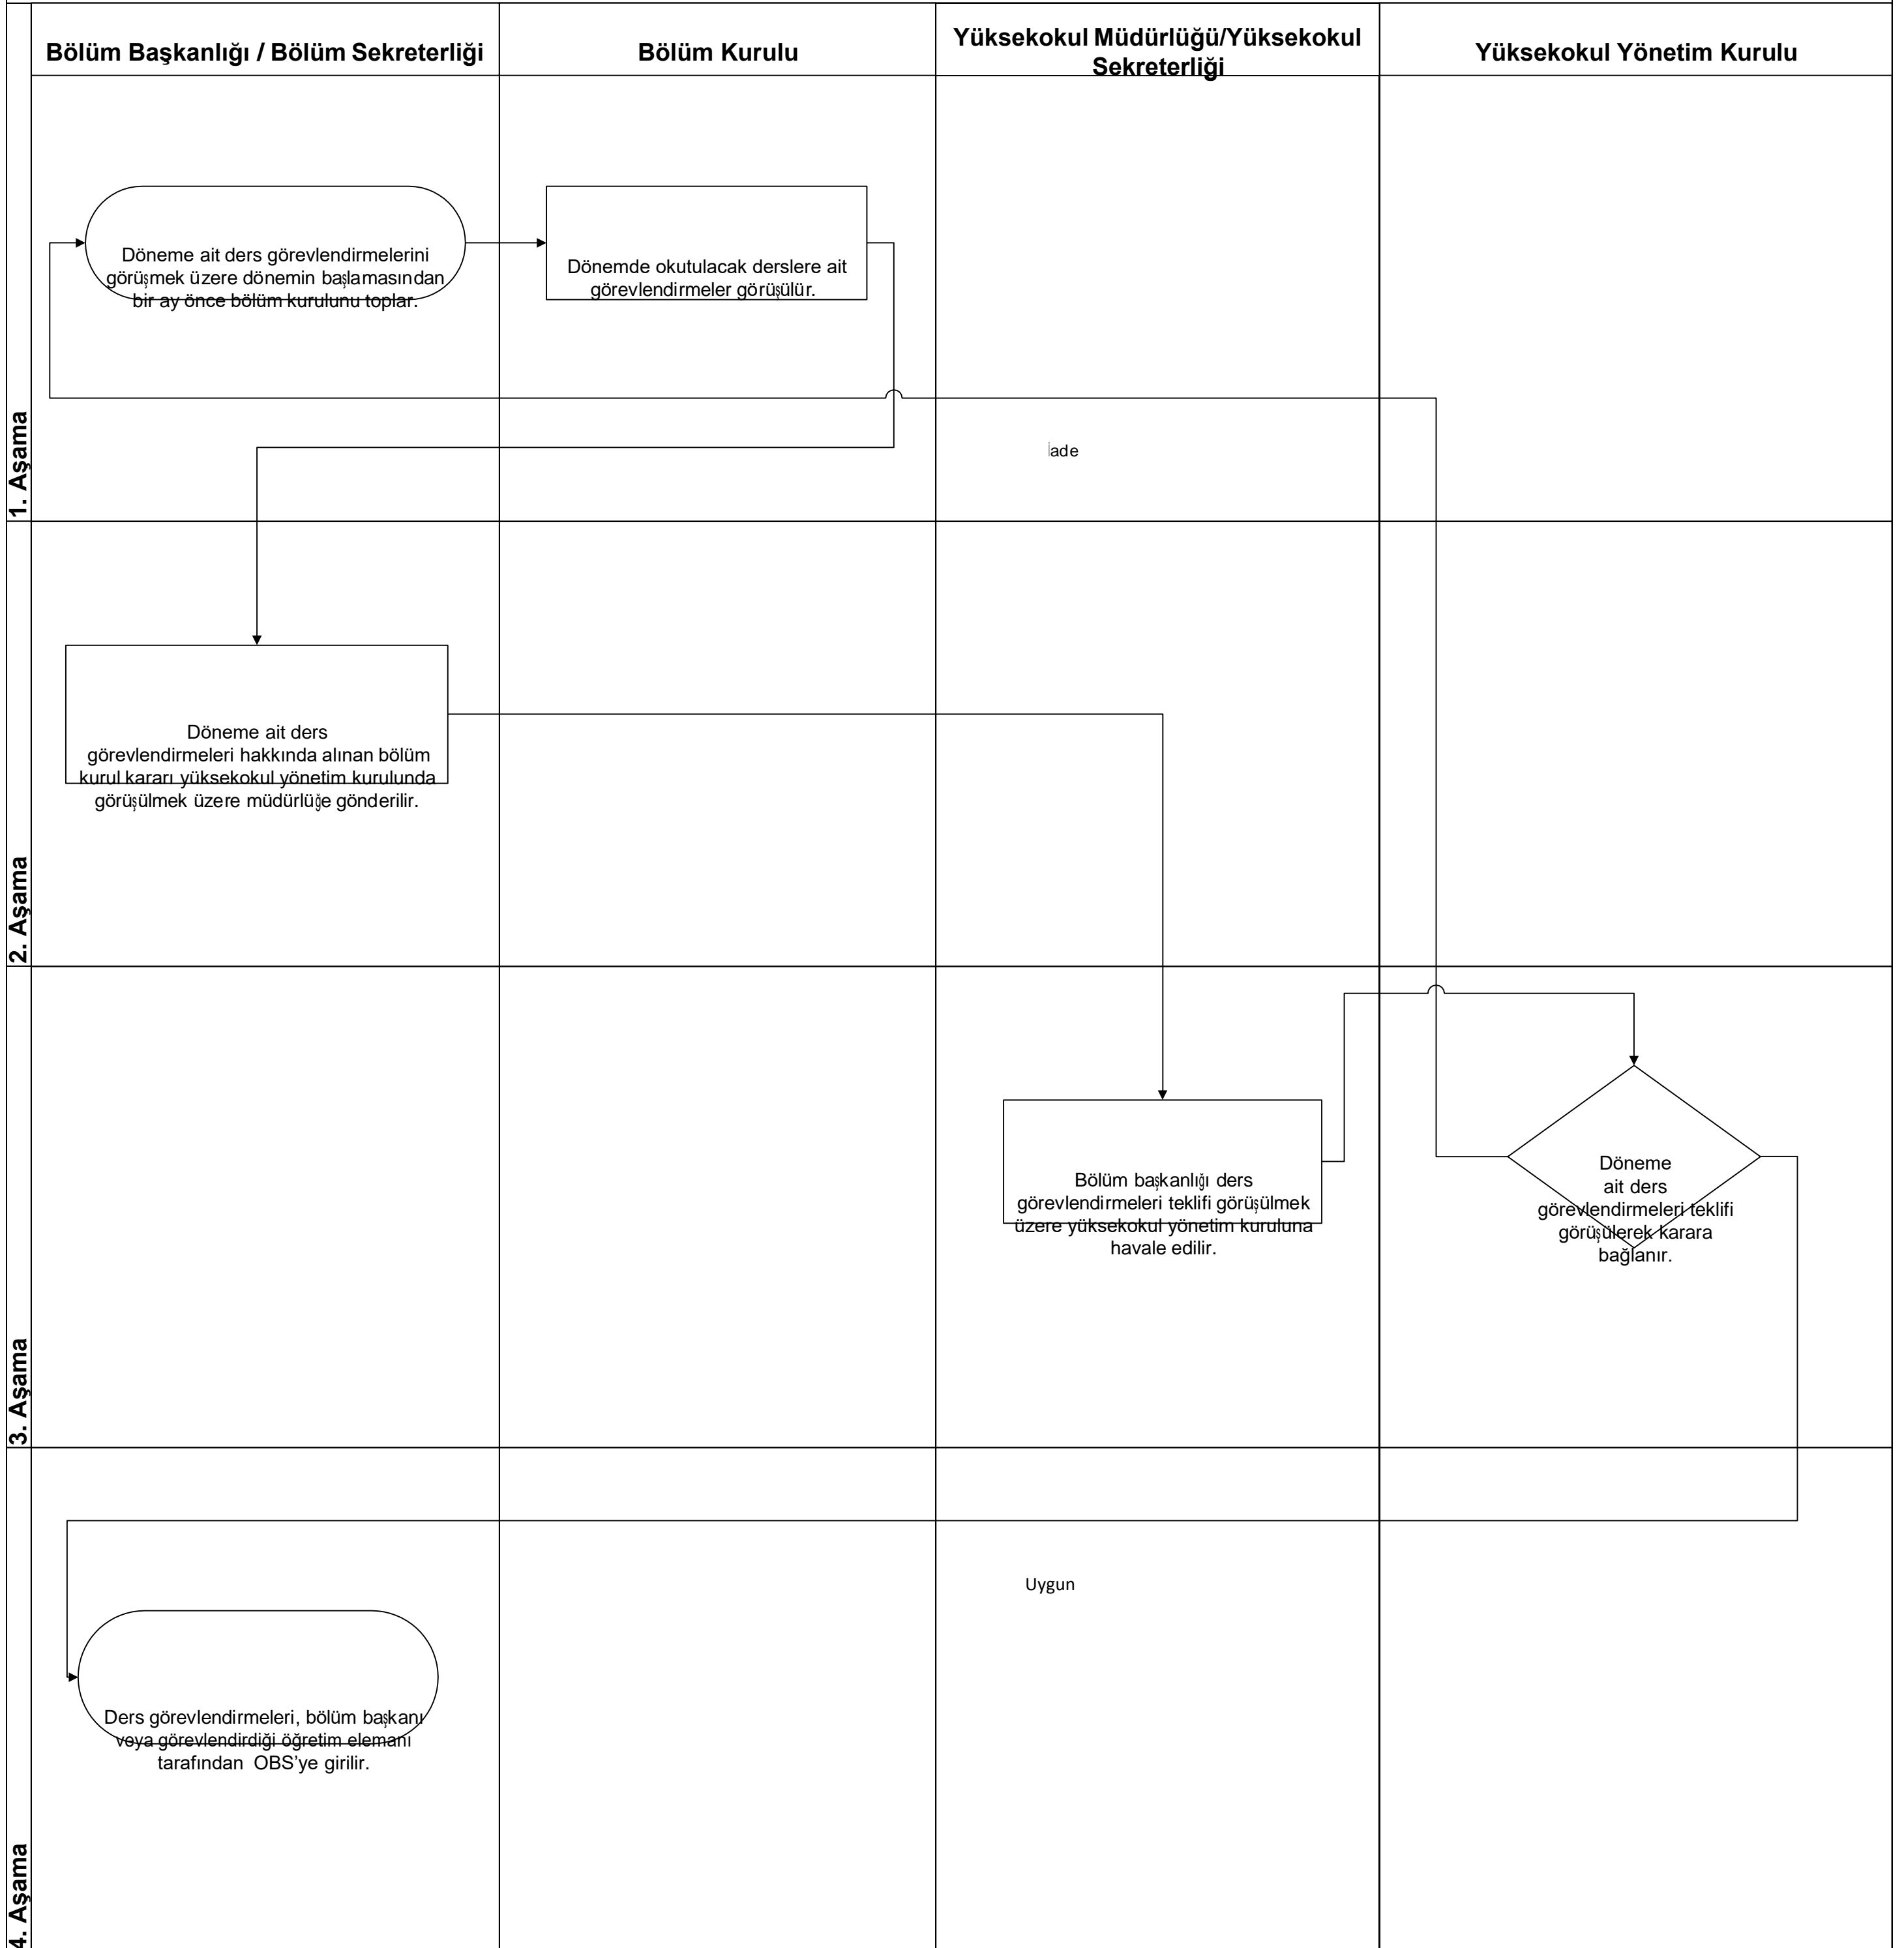 Bölüm Başkanlığı / Bölüm Sekreterliği
Bölüm Kurulu
Yüksekokul Müdürlüğü/Yüksekokul
Sekreterliği
Yüksekokul Yönetim Kurulu
1. Aşama
Döneme ait ders görevlendirmelerini
görüşmek üzere dönemin başlamasından
bir ay önce bölüm kurulunu toplar.
Dönemde okutulacak derslere ait
görevlendirmeler görüşülür.
İade
2. Aşama
Döneme ait ders
görevlendirmeleri hakkında alınan bölüm
kurul kararı yüksekokul yönetim kurulunda
görüşülmek üzere müdürlüğe gönderilir.
3. Aşama
Bölüm başkanlığı ders
görevlendirmeleri teklifi görüşülmek
üzere yüksekokul yönetim kuruluna
havale edilir.
Döneme
ait ders
görevlendirmeleri teklifi
görüşülerek karara
bağlanır.
4. Aşama
Uygun
Ders görevlendirmeleri, bölüm başkanı
veya görevlendirdiği öğretim elemanı
tarafından OBS’ye girilir.